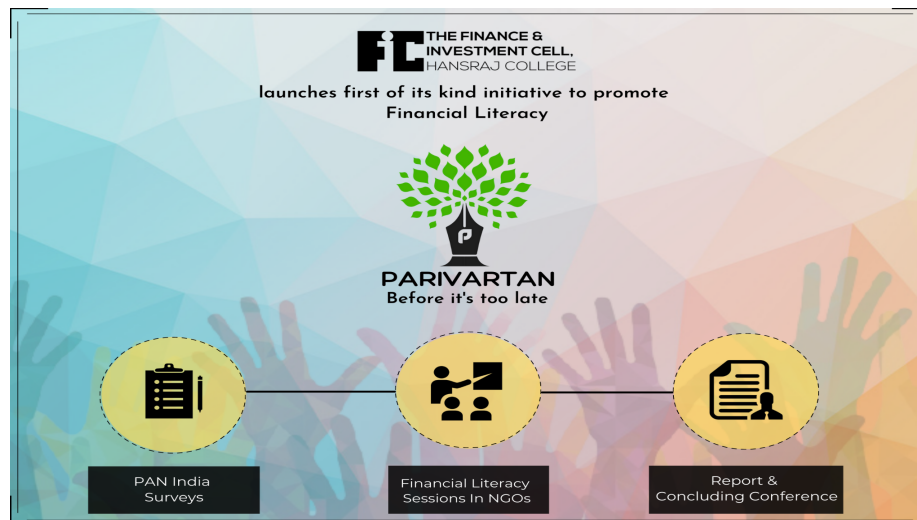 FiC
THE FINANCE &
INVESTMENT CELL,
HANSRAJ COLLEGE
launches first of its kind initiative to promote
Financial Literacy
P
PARIVARTAN
Before it's too late
PAN India
Surveys
Financial Literacy
Sessions In NGOs
Report &
Concluding Conference